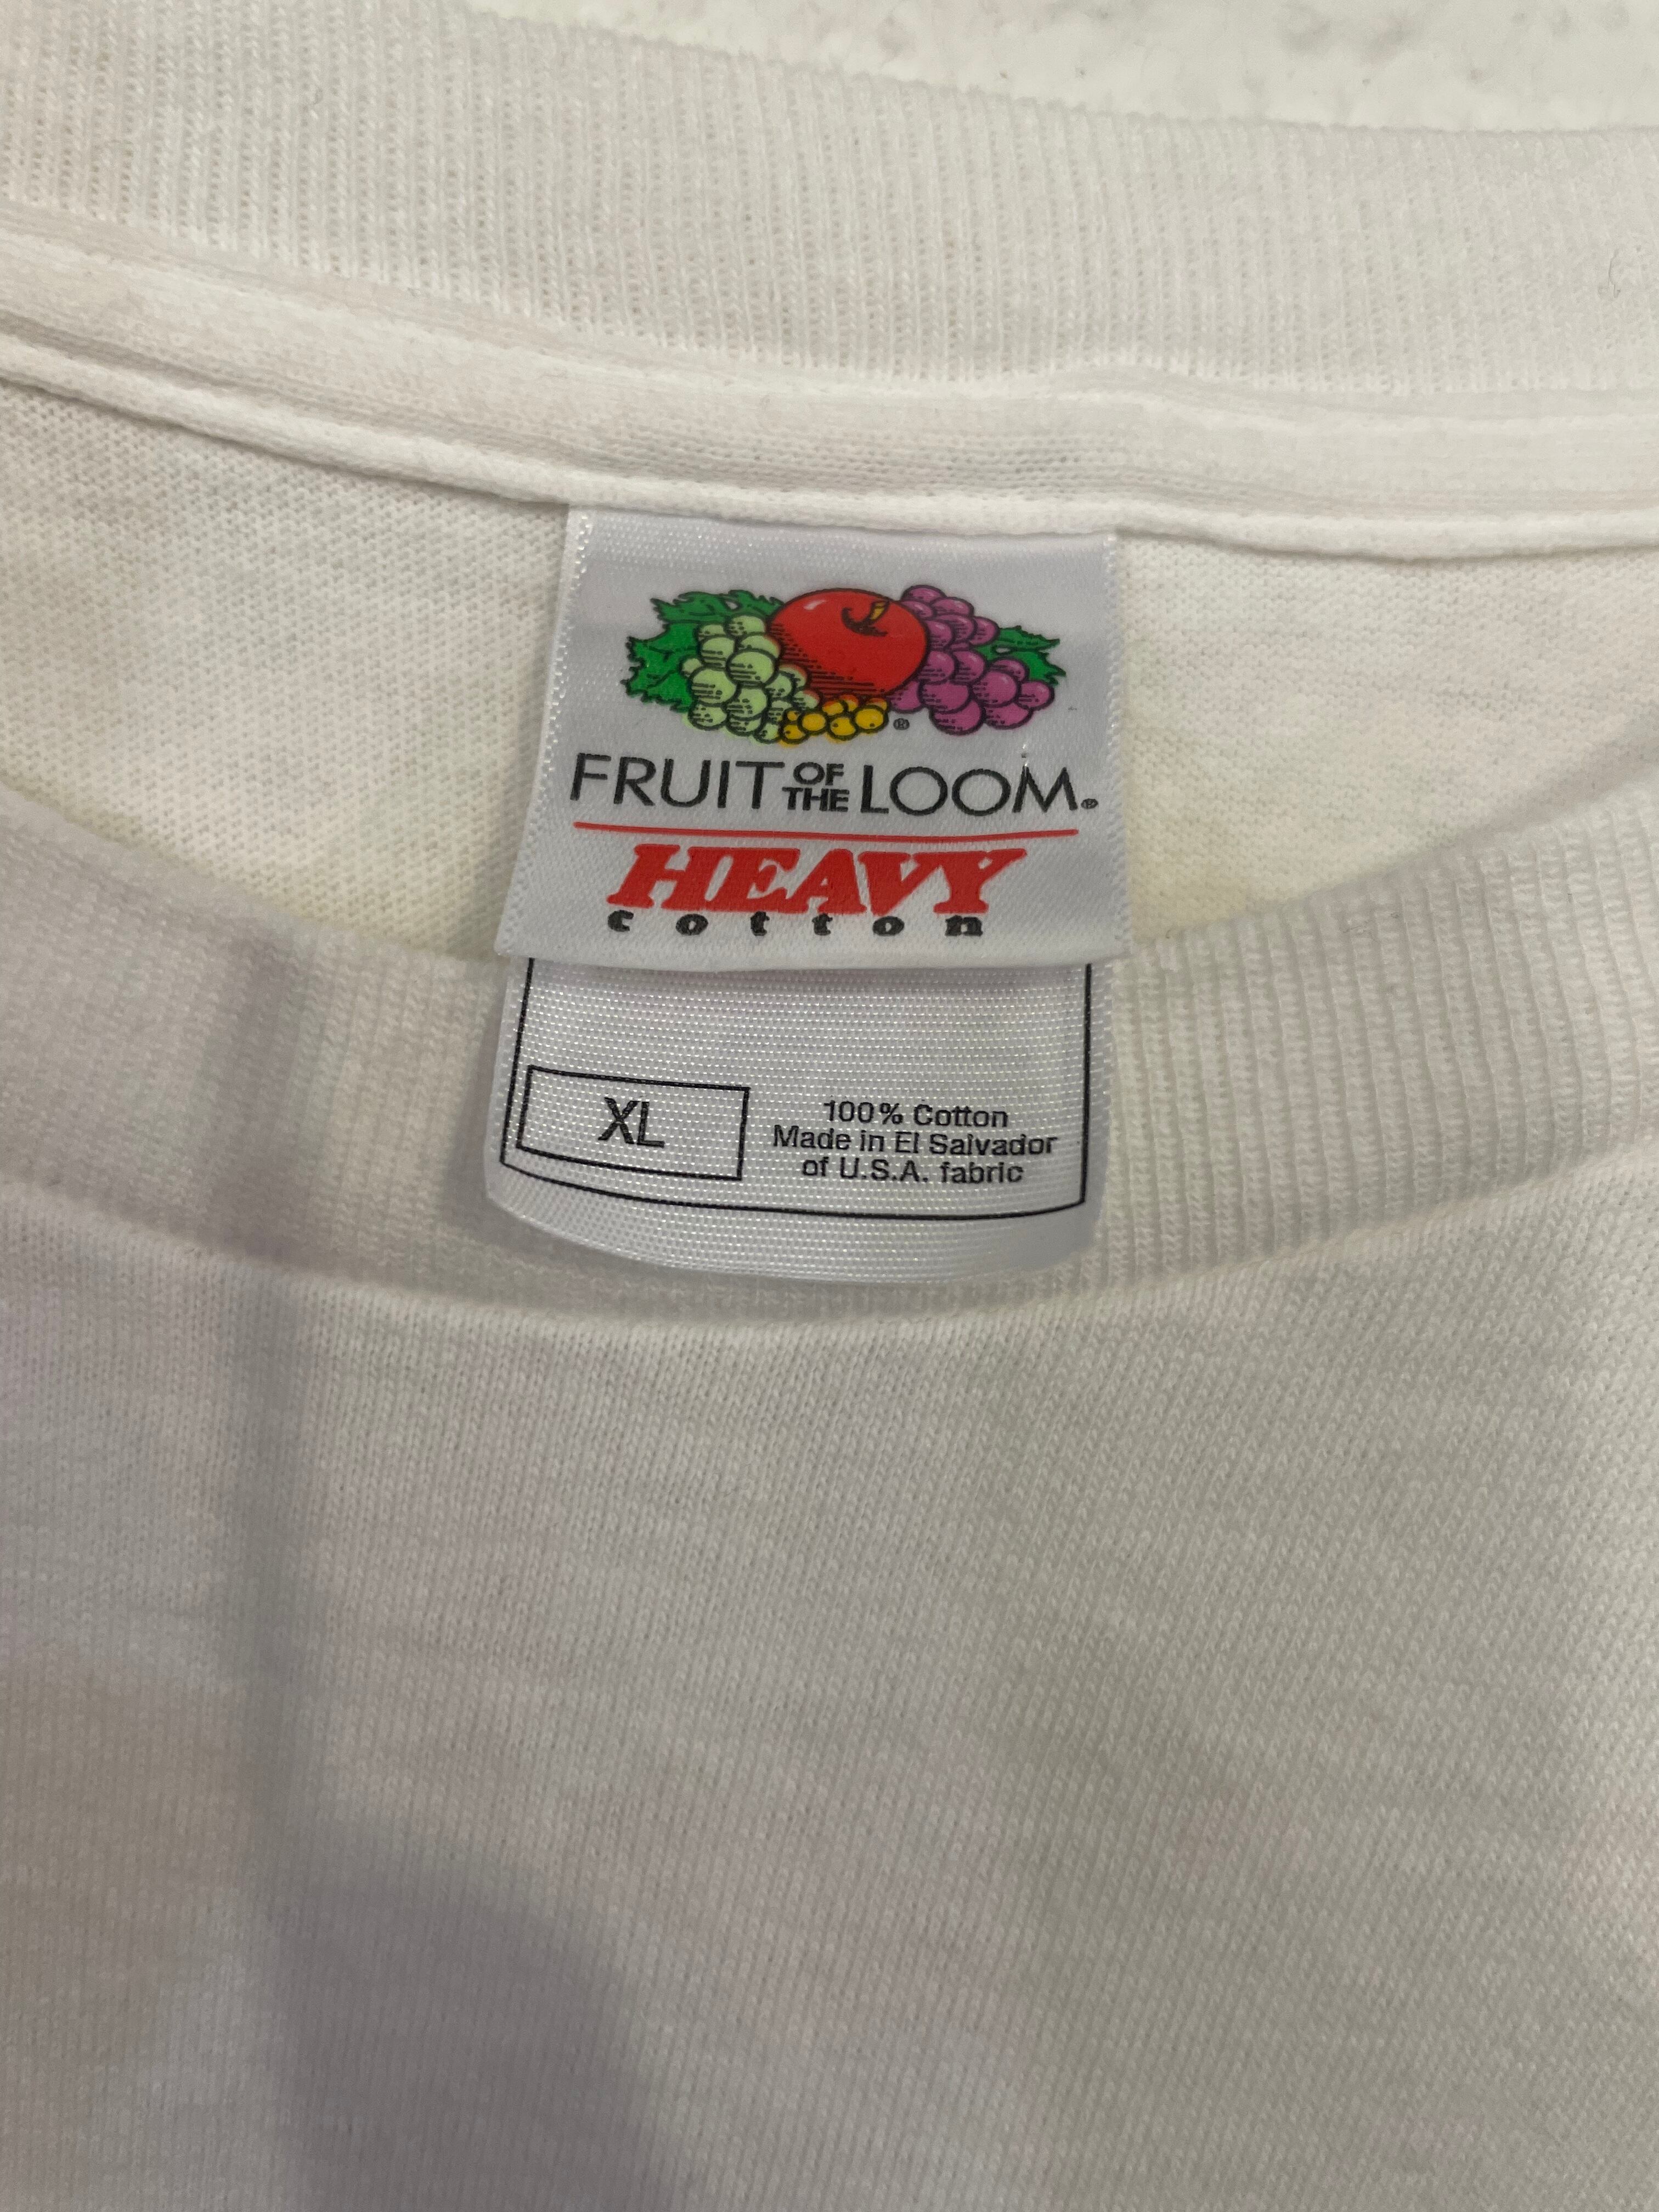 FRUIT OF THE LOOM®
HEAVY
cotton
XL
100% Cotton
Made in El Salvador
of U.S.A. fabric